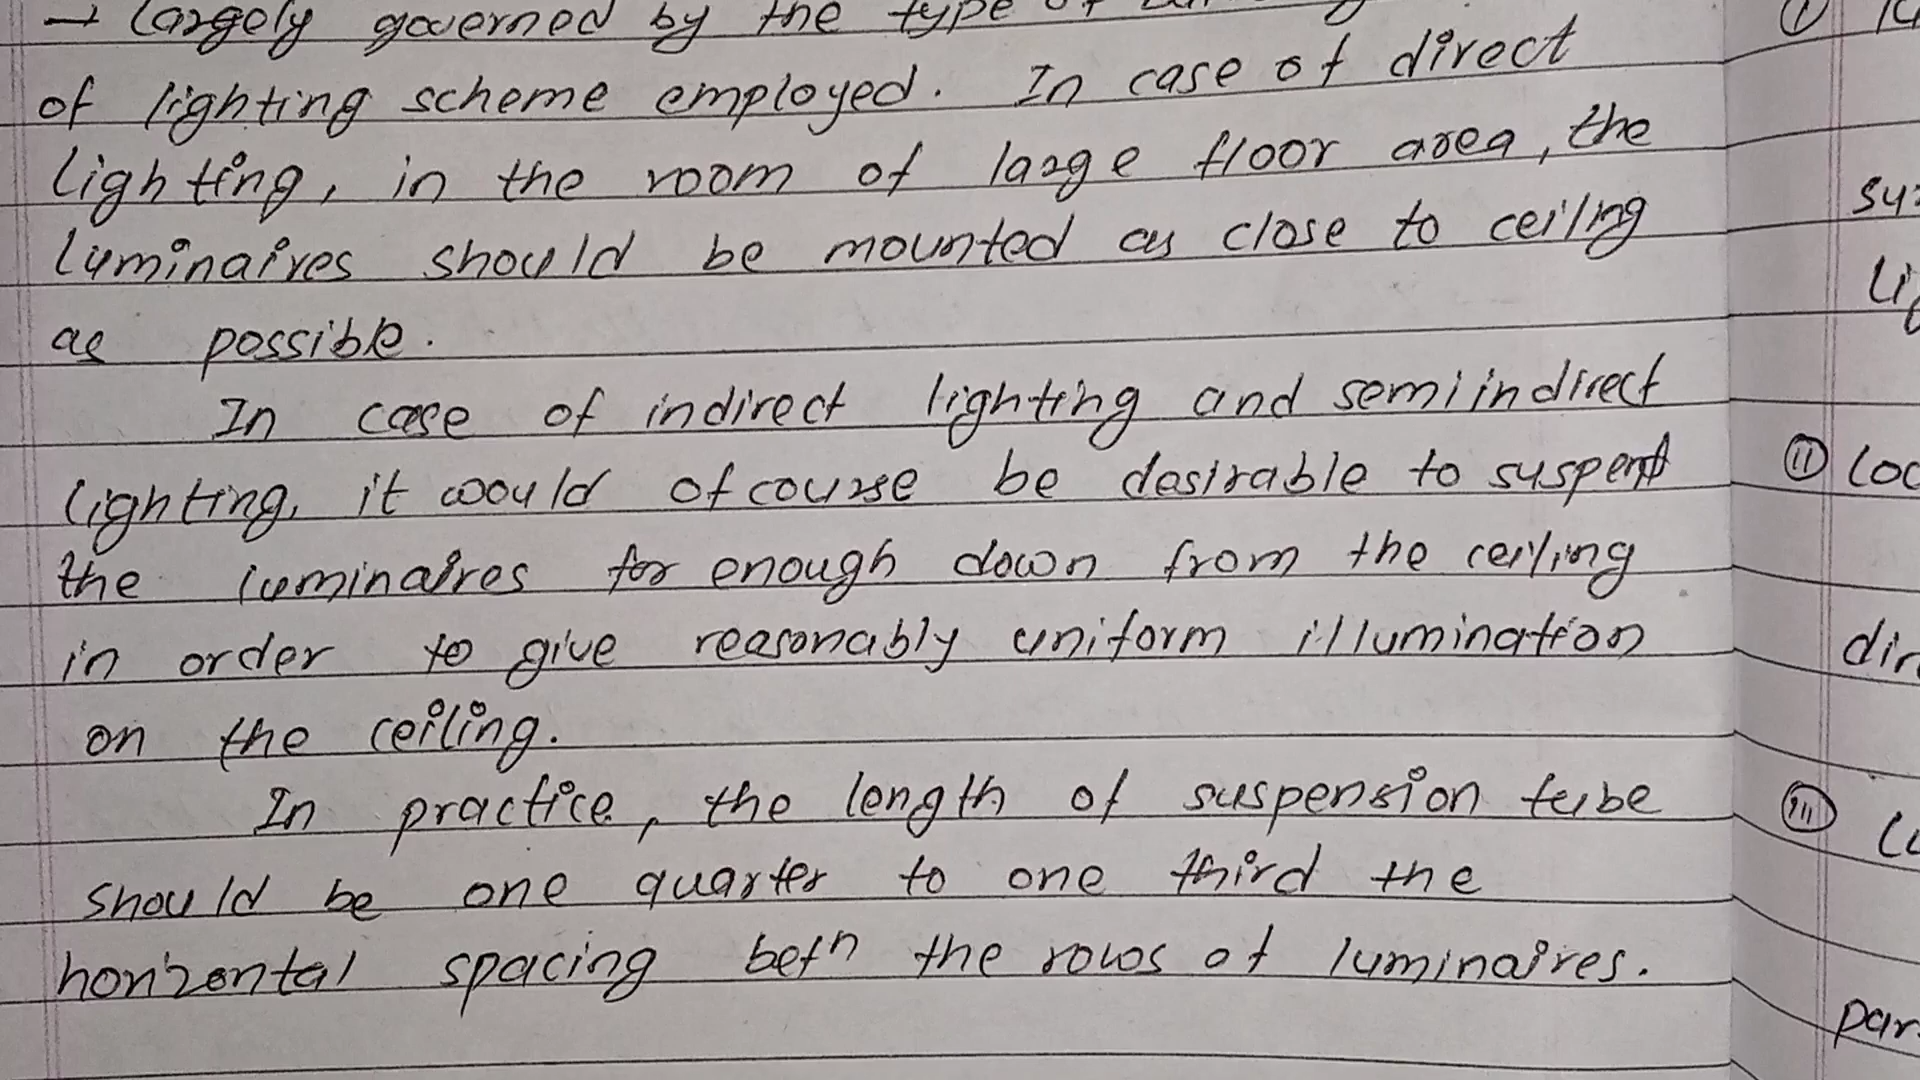 → largely governed by the type of
of lighting scheme employed. In case of direct
lighting, in the room of large floor area, the
luminaires should be mounted as close to ceiling
as possible.
In case of indirect lighting and semiindirect
lighting, it would of course be desirable to suspend
the luminaires far enough down from the ceiling
in order to give reasonably uniform illumination
on the ceiling.
In practice, the length of suspension tube
should be one quarter to one third the
horizontal spacing betn the rows of luminaires.
(i)
(ii)
(iii)